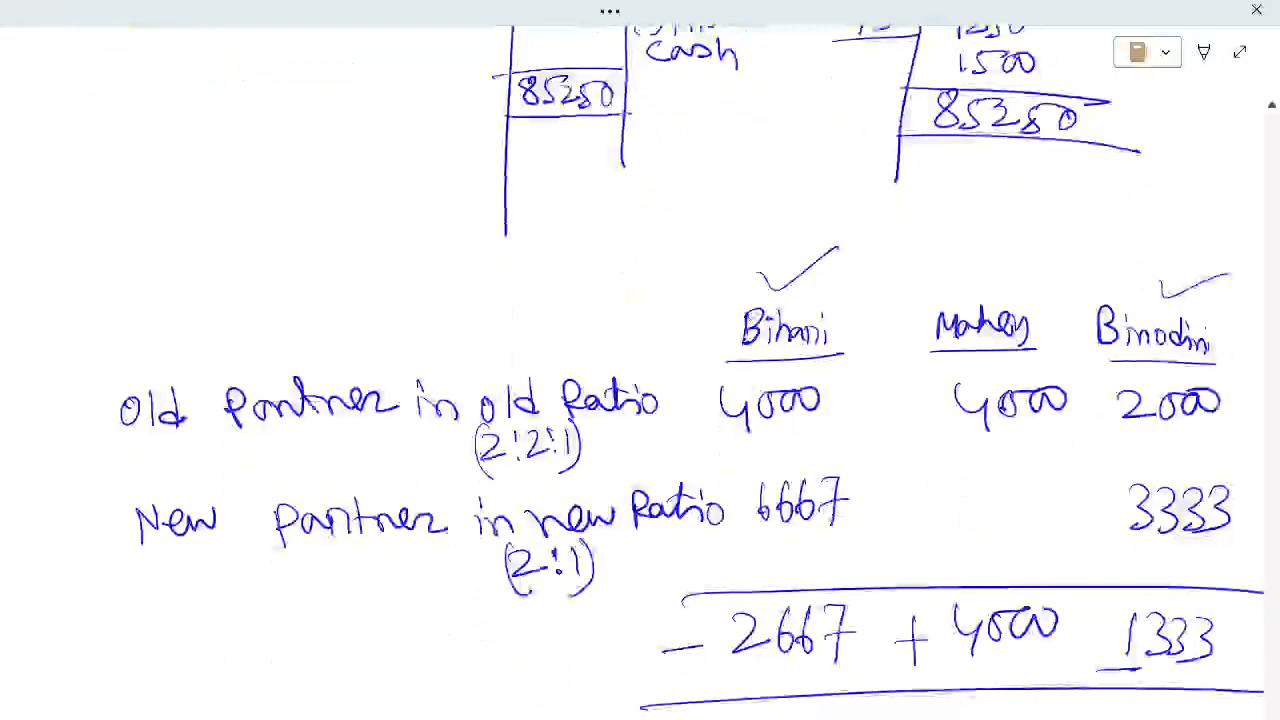 cash
1500
85250
85250
Bihari Mahesh Binodini
Old Partner in old Ratio 4000 4000 2000
(2:2:1)
New Partner in new Ratio 6667 3333
(2:1)
- 2667 + 4000 - 1333